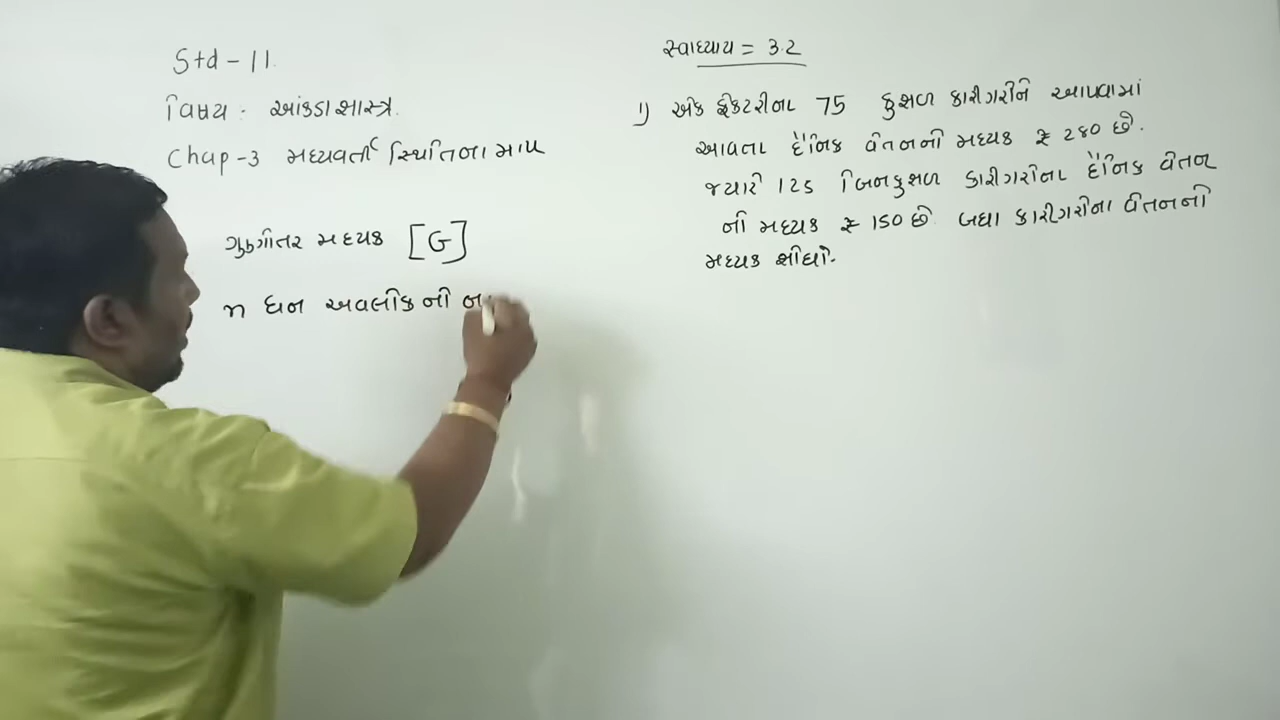 Std - 11.
વિષય : આંકડાશાસ્ત્ર.
Chap - 3 મધ્યવર્તી સ્થિતિના માપ
ગુણોત્તર મધ્યક [G]
n ધન અવલોકનો
સ્વાધ્યાય = 3.2
1) એક ફેક્ટરીના 75 કુશળ કારીગરોને આપવામાં
આવતા દૈનિક વેતનનો મધ્યક ₹ 280 છે.
જ્યારે 125 બિનકુશળ કારીગરોના દૈનિક વેતન
નો મધ્યક ₹ 150 છે. બધા કારીગરોના વેતનનો
મધ્યક શોધો.